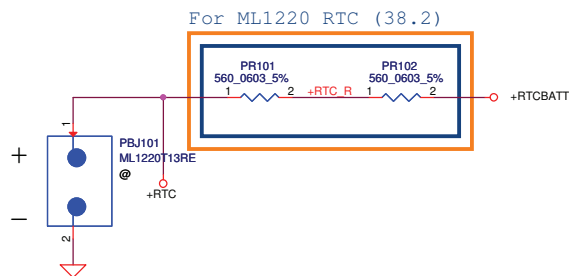 For ML1220 RTC (38.2)
PR101
560_0603_5%
PR102
560_0603_5%
1
2
+RTC_R
1
2
+RTCBATT
1
PBJ101
ML1220T13RE
@
+
+RTC
−
2